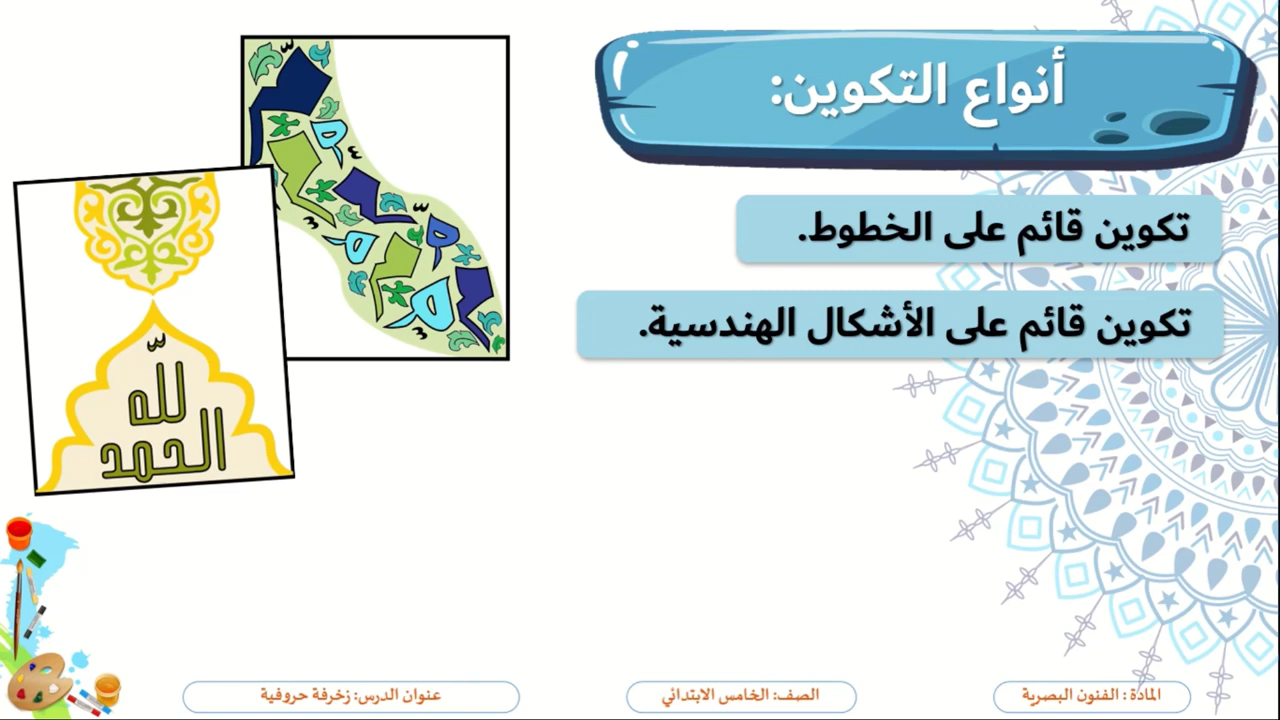 أنواع التكوين:
تكوين قائم على الخطوط.
تكوين قائم على الأشكال الهندسية.
لله
الحمد
المادة : الفنون البصرية
الصف: الخامس الابتدائي
عنوان الدرس: زخرفة حروفية